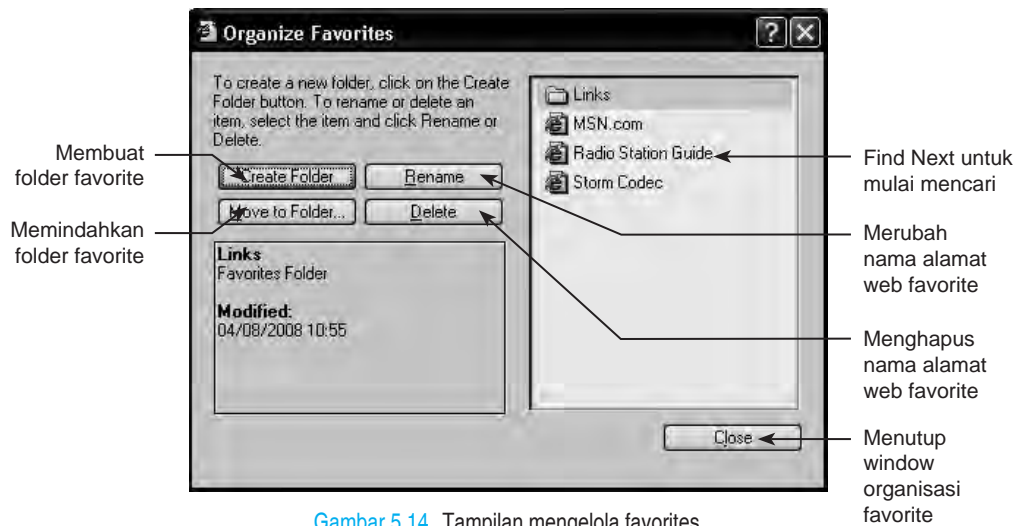 Organize Favorites
To create a new folder, click on the Create
Folder button. To rename or delete an
item, select the item and click Rename or
Delete.
Create Folder
Rename
Move to Folder...
Delete
Links
Favorites Folder
Modified:
04/08/2008 10:55
Links
MSN.com
Radio Station Guide
Storm Codec
Close
Membuat
folder favorite
Memindahkan
folder favorite
Find Next untuk
mulai mencari
Merubah
nama alamat
web favorite
Menghapus
nama alamat
web favorite
Menutup
window
organisasi
favorite
Gambar 5.14 Tampilan mengelola favorites